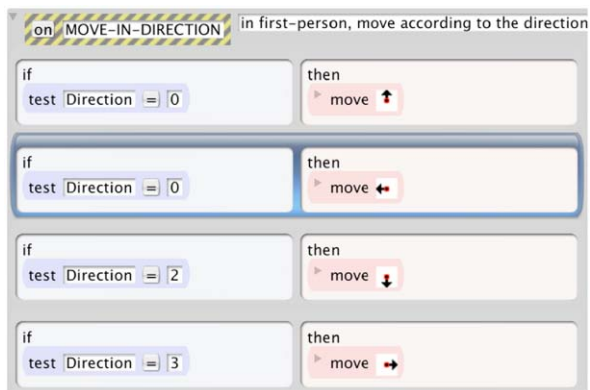 on MOVE-IN-DIRECTION in first-person, move according to the direction
if then
test Direction = 0 move
if then
test Direction = 0 move
if then
test Direction = 2 move
if then
test Direction = 3 move